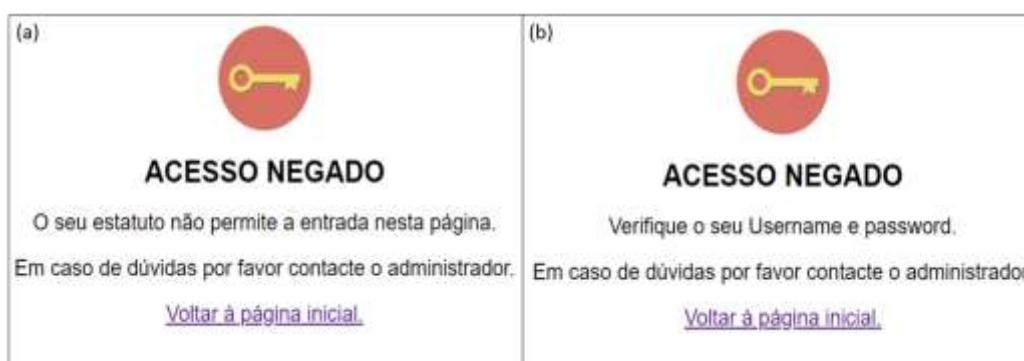 (a)
ACESSO NEGADO
O seu estatuto não permite a entrada nesta página.
Em caso de dúvidas por favor contacte o administrador.
Voltar à página inicial.
(b)
ACESSO NEGADO
Verifique o seu Username e password.
Em caso de dúvidas por favor contacte o administrador
Voltar à página inicial.